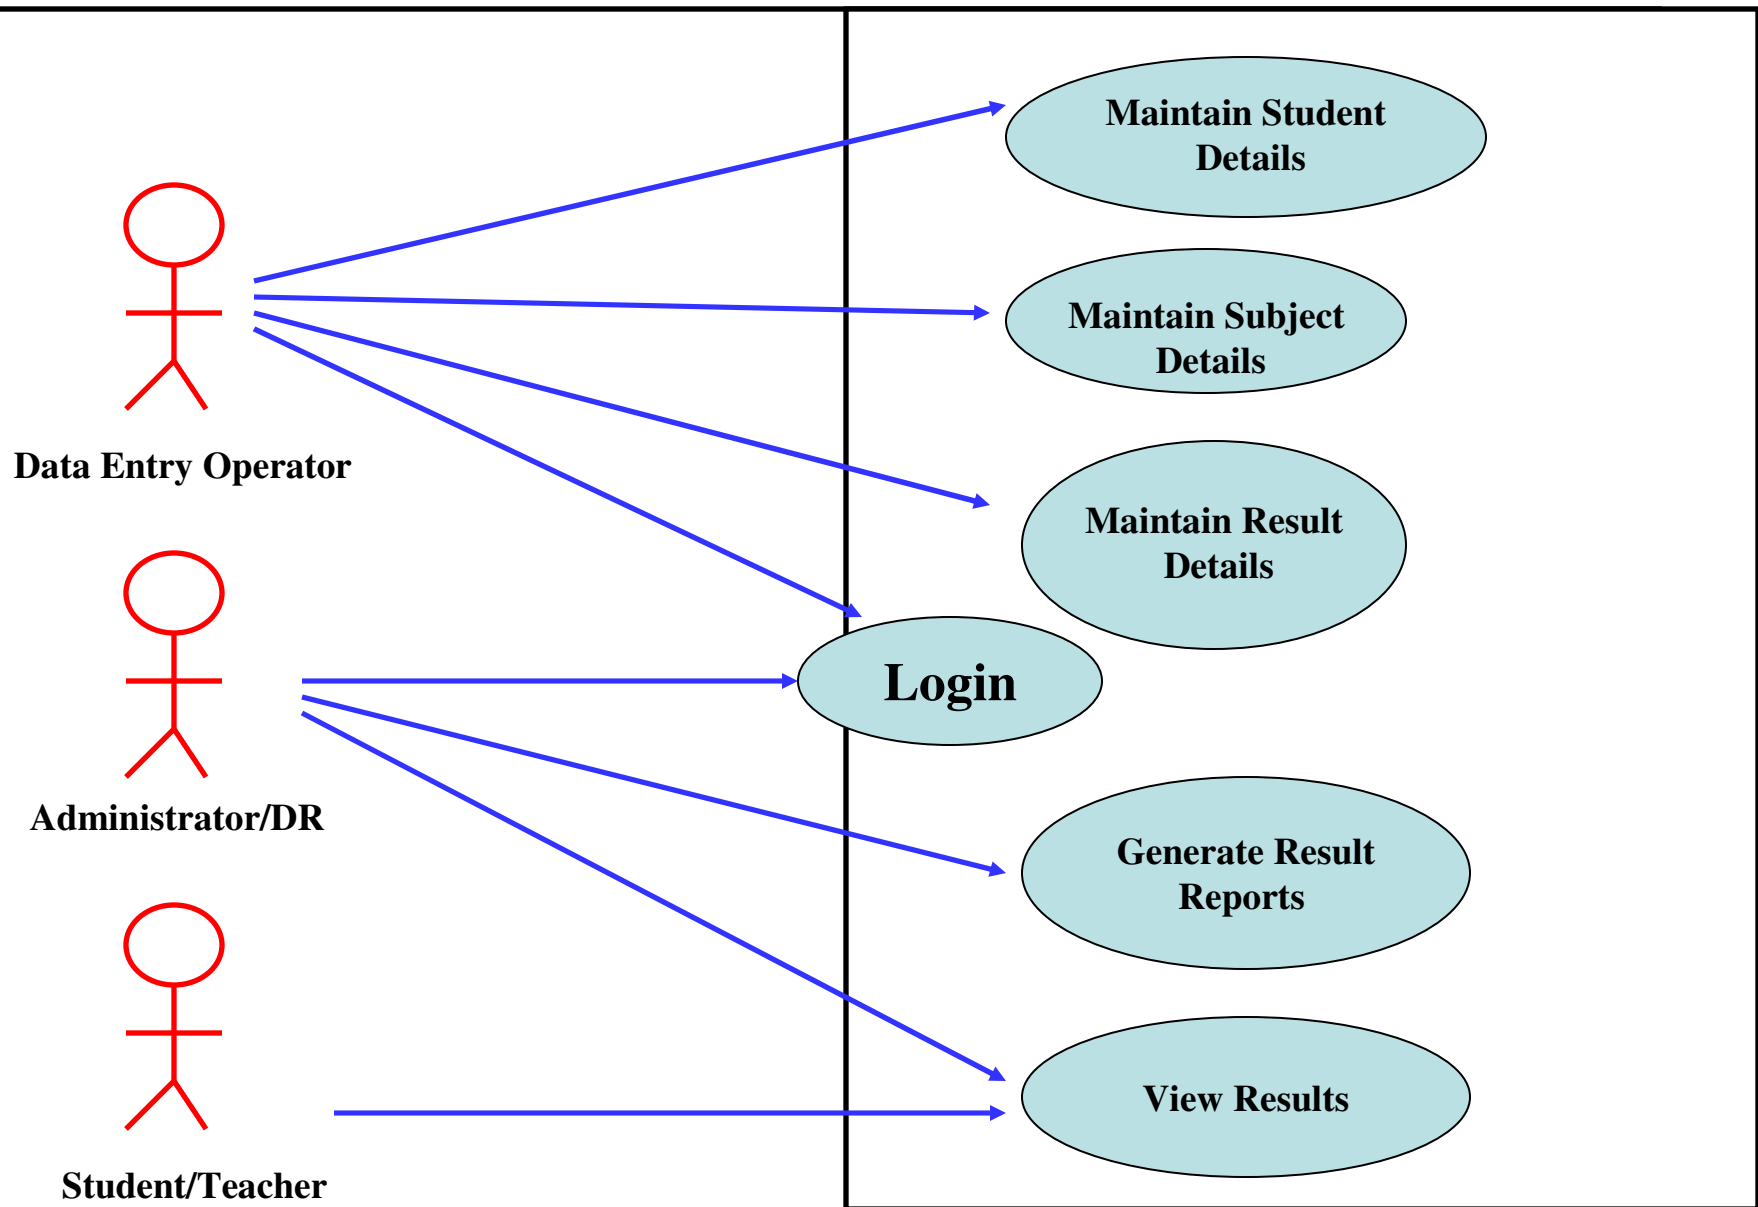 Maintain Student
Details
Maintain Subject
Details
Data Entry Operator
Maintain Result
Details
Login
Administrator/DR
Generate Result
Reports
View Results
Student/Teacher